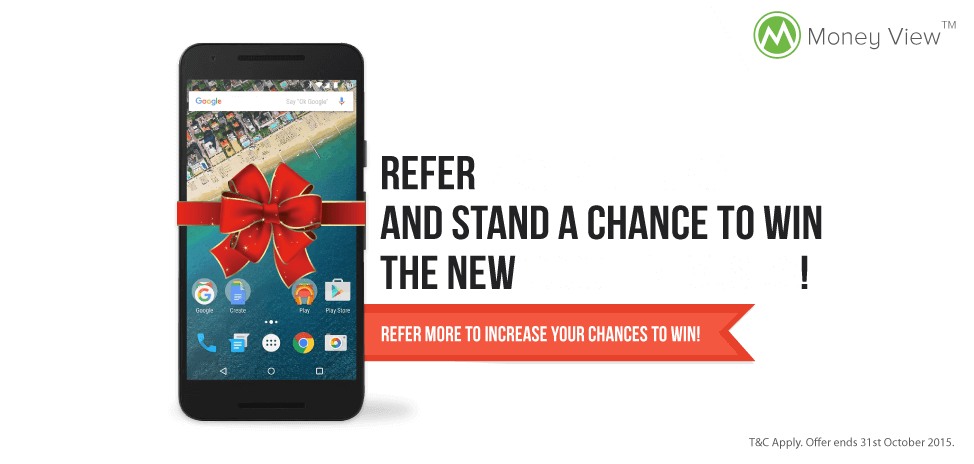 Money View™
Google Say "Ok Google"
REFER
AND STAND A CHANCE TO WIN
THE NEW !
Google Create Play Play Store
REFER MORE TO INCREASE YOUR CHANCES TO WIN!
T&C Apply. Offer ends 31st October 2015.